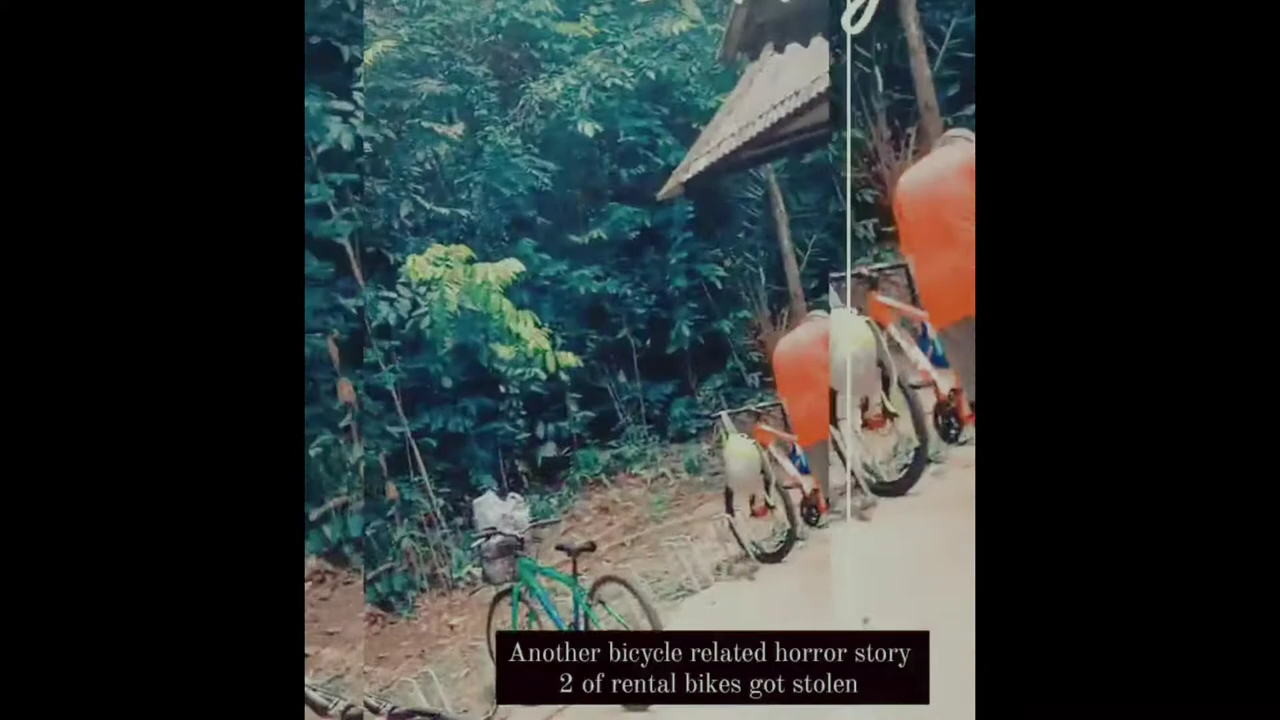 Another bicycle related horror story
2 of rental bikes got stolen